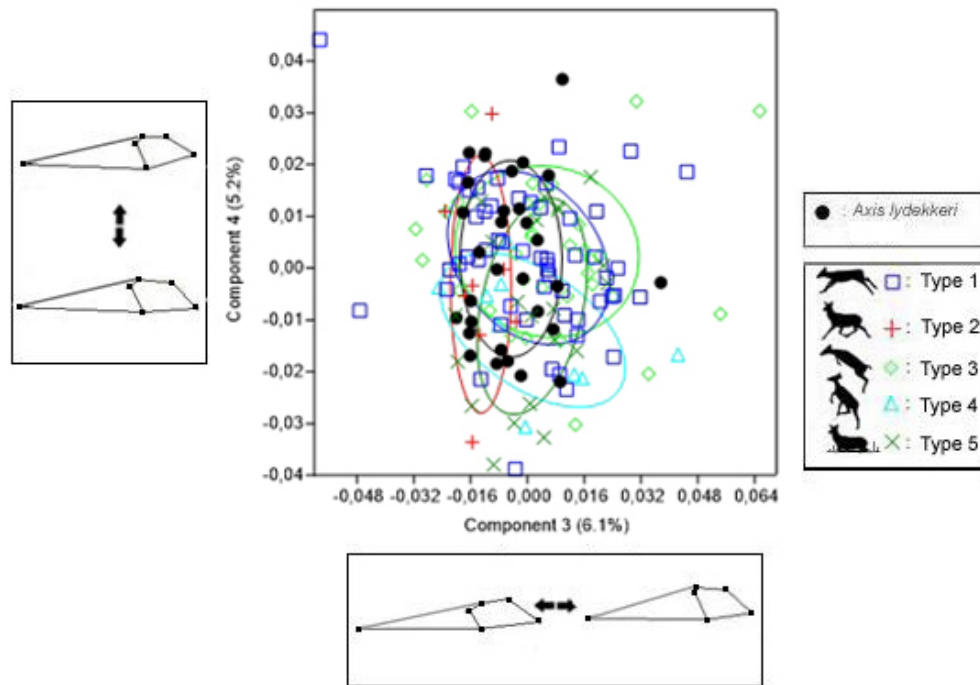 0,04
0,03
0,02
0,01
0,00
-0,01
-0,02
-0,03
-0,04
Component 4 (5.2%)
-0,048 -0,032 -0,016 0,000 0,016 0,032 0,048 0,064
Component 3 (6.1%)
: Axis lydekkeri
: Type 1
: Type 2
: Type 3
: Type 4
: Type 5